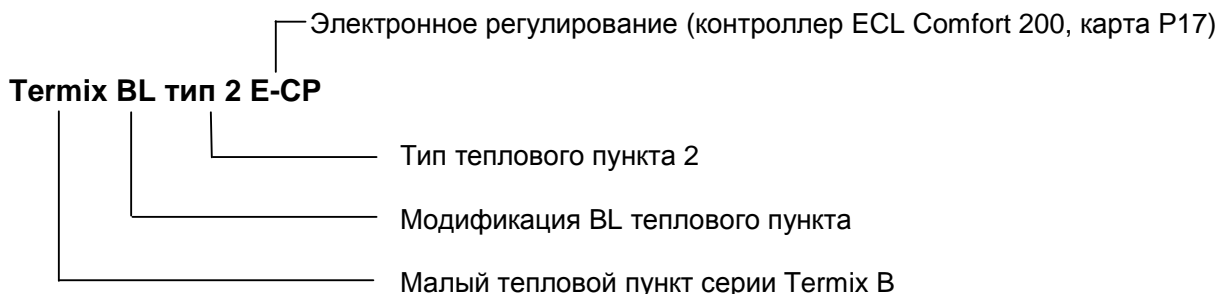 Электронное регулирование (контроллер ECL Comfort 200, карта P17)
Termix BL тип 2 E-CP
Тип теплового пункта 2
Модификация BL теплового пункта
Малый тепловой пункт серии Termix B